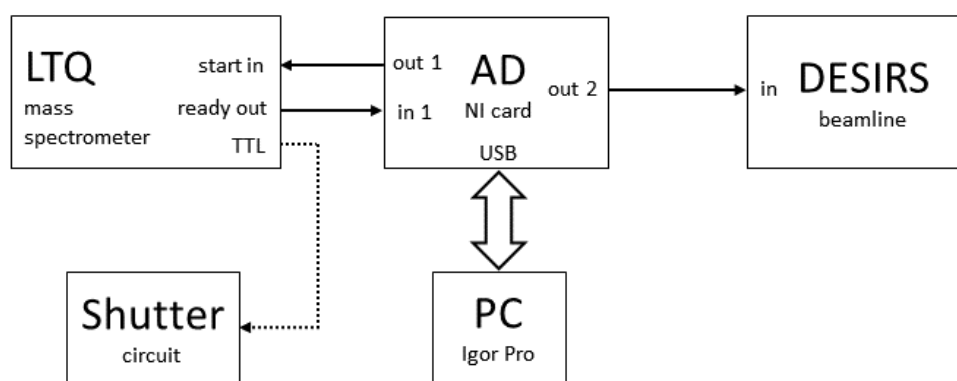 LTQ
mass
spectrometer
start in
ready out
TTL
out 1
in 1
AD
NI card
USB
out 2
in
DESIRS
beamline
Shutter
circuit
PC
Igor Pro